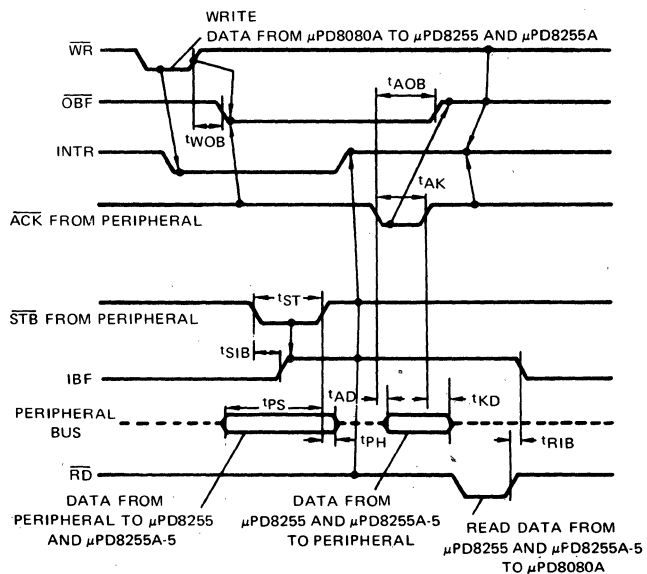 WRITE
DATA FROM μPD8080A TO μPD8255 AND μPD8255A
WR
tAOB
OBF
tWOB
INTR
tAK
ACK FROM PERIPHERAL
tST
STB FROM PERIPHERAL
tSIB
IBF
tAD
tKD
tPS
PERIPHERAL
BUS
tPH
tRIB
RD
DATA FROM
PERIPHERAL TO μPD8255
AND μPD8255A-5
DATA FROM
μPD8255 AND μPD8255A-5
TO PERIPHERAL
READ DATA FROM
μPD8255 AND μPD8255A-5
TO μPD8080A